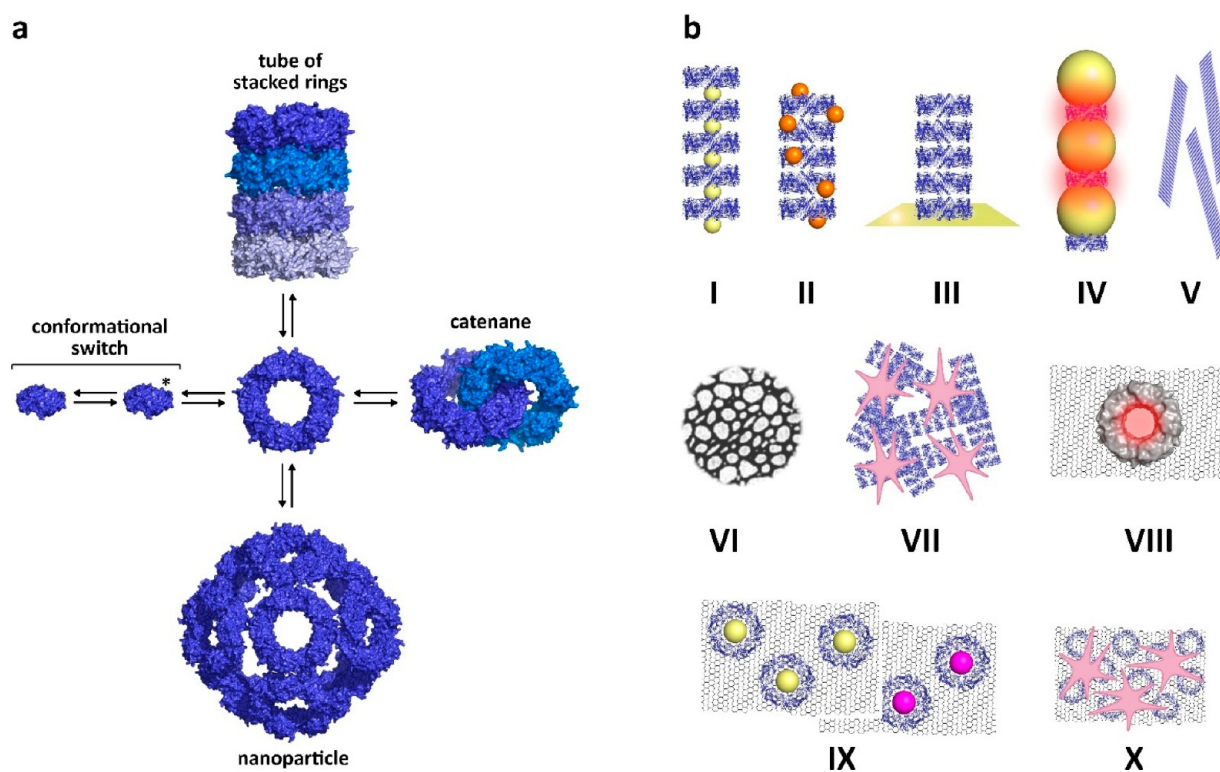 a
tube of
stacked rings
conformational
switch
*
catenane
nanoparticle
b
I
II
III
IV
V
VI
VII
VIII
IX
X